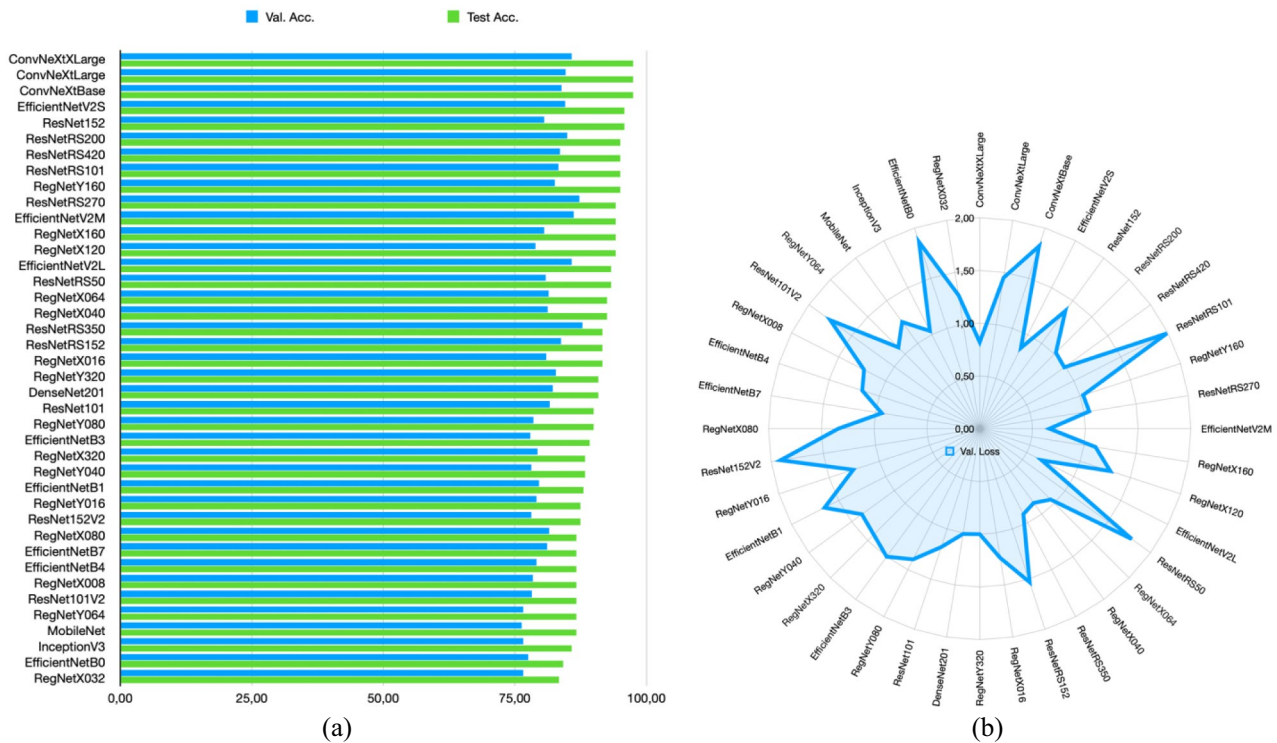 Val. Acc. Test Acc.
ConvNeXtXLarge
ConvNeXtLarge
ConvNeXtBase
EfficientNetV2S
ResNet152
ResNetRS200
ResNetRS420
ResNetRS101
RegNetY160
ResNetRS270
EfficientNetV2M
RegNetX160
RegNetX120
EfficientNetV2L
ResNetRS50
RegNetX064
RegNetX040
ResNetRS350
ResNetRS152
RegNetX016
RegNetY320
DenseNet201
ResNet101
RegNetY080
EfficientNetB3
RegNetX320
RegNetY040
EfficientNetB1
RegNetY016
ResNet152V2
RegNetX080
EfficientNetB7
EfficientNetB4
RegNetX008
ResNet101V2
RegNetY064
MobileNet
InceptionV3
EfficientNetB0
RegNetX032
0,00 25,00 50,00 75,00 100,00
(a)
ConvNeXtXLarge
ConvNeXtLarge
ConvNeXtBase
EfficientNetV2S
ResNet152
ResNetRS200
ResNetRS420
ResNetRS101
RegNetY160
ResNetRS270
EfficientNetV2M
RegNetX160
RegNetX120
EfficientNetV2L
ResNetRS50
RegNetX064
RegNetX040
ResNetRS350
ResNetRS152
RegNetX016
RegNetY320
DenseNet201
ResNet101
RegNetY080
EfficientNetB3
RegNetX320
RegNetY040
EfficientNetB1
RegNetY016
ResNet152V2
RegNetX080
EfficientNetB7
EfficientNetB4
RegNetX008
ResNet101V2
RegNetY064
MobileNet
InceptionV3
EfficientNetB0
RegNetX032
2,00
1,50
1,00
0,50
0,00
Val. Loss
(b)